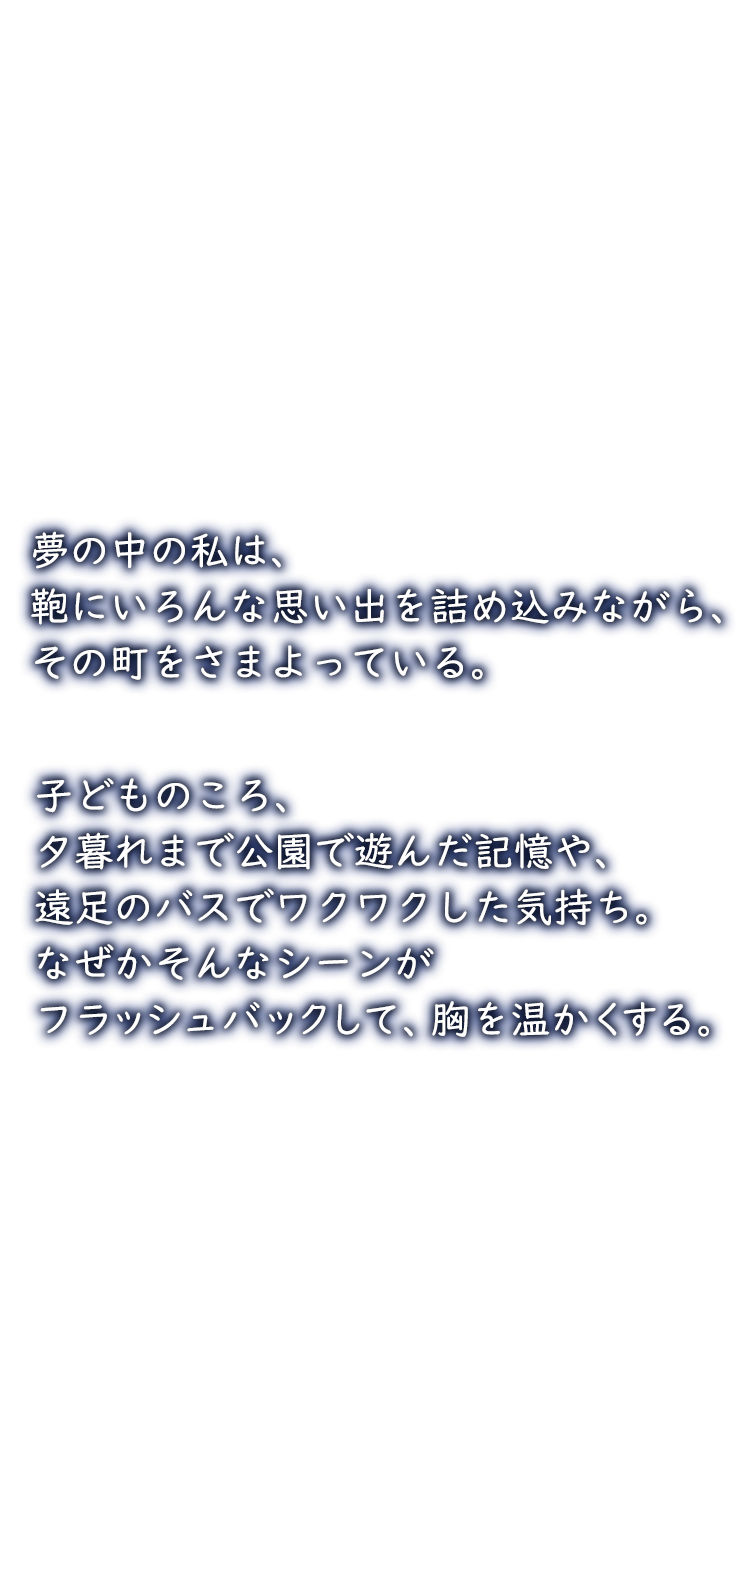 夢の中の私は、
鞄にいろんな思い出を詰め込みながら、
その町をさまよっている。
子どものころ、
夕暮れまで公園で遊んだ記憶や、
遠足のバスでワクワクした気持ち。
なぜかそんなシーンが
フラッシュバックして、胸を温かくする。